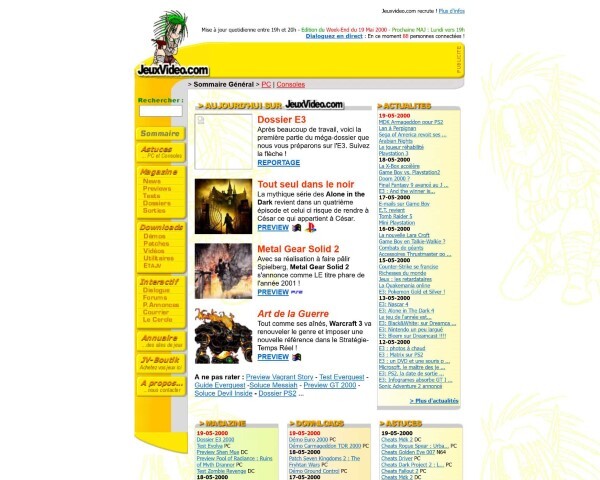 Jeuxvideo.com recrute ! Plus d'infos
Mise à jour quotidienne entre 19h et 20h - Edition du Week-End du 19 Mai 2000 - Prochaine MAJ : Lundi vers 19h
Dialoguez en direct : En ce moment 88 personnes connectées !
PUBLICITE
JeuxVideo.com
> Sommaire Général > PC | Consoles
Rechercher :
Sommaire
Astuces
... PC et Consoles
Magazine
News
Previews
Tests
Dossiers
Sorties
Downloads
Démos
Patches
Vidéos
Utilitaires
Interactif
Dialogue
Forums
P.Annonces
Courrier
Le Cercle
Annuaire
... des sites de jeux
JV-Boutik
Achetez vos jeux ici
A propos...
... nous contacter
> AUJOURD'HUI SUR JeuxVideo.com
Dossier E3
Après beaucoup de travail, voici la
première partie du méga-dossier que
nous vous préparons sur l'E3. Suivez
la flèche !
REPORTAGE
Tout seul dans le noir
La mythique série des Alone in the
Dark revient dans un quatrième
épisode et celui ci risque de rendre à
César ce qui appartient à César.
PREVIEW
Metal Gear Solid 2
Avec sa réalisation à faire pâlir
Spielberg, Metal Gear Solid 2
s'annonce comme LE titre phare de
l'année 2001 !
PREVIEW
Art de la Guerre
Tout comme ses ainés, Warcraft 3 va
renouveler le genre et imposer une
nouvelle référence dans le Stratégie-
Temps Réel !
PREVIEW
A ne pas rater : Preview Vagrant Story - Test Everquest -
Guide Everquest -Soluce Messiah - Preview GT 2000 -
Soluce Devil Inside - Dossier PS2 ...
> ACTUALITES
19-05-2000
MDK Armageddon pour PS2
Lan à Perpignan
Sega of America revoit ses ...
Arabian Nights
Le joueur réhabilité
Playstation 3
18-05-2000
La X-Box accélère
Game Boy vs. Playstation2
Doom 2000 ?
Final Fantasy 9 avancé au J ...
E3 : And the winner is...
17-05-2000
E-mails sur Game Boy
E.T. revient
Tomb Raider 5
Mini Playstation
16-05-2000
La nouvelle Lara Croft
Game Boy en Talkie-Walkie ?
Combats de géants
Accessoires Thrustmaster po ...
15-05-2000
Counter-Strike se francise
Richesses du monde
Jeux : les retardataires
La Quakomania online
E3: Pokemon Gold et Silver !
13-05-2000
E3: Nascar 4
E3: Alone in The Dark 4
Le jeu de l'année est...
E3: Black&White: sur Dreamca ...
E3: Nintendo un peu largué
E3: Bleem sur Dreamcast !!!!
12-05-2000
E3 : photos à chaud
E3 : Matrix sur PS2
E3 : un DVD et une souris p ...
Microsoft, le maître des je ...
E3: PS2, la date de sortie ...
E3: Infogrames absorbe GT I ...
Sonic Adventure 2 annoncé
> Plus d'actualités
> MAGAZINE
19-05-2000
Dossier E3 2000
Test Evolva PC
Preview Shen Mue DC
Preview Pool of Radiance : Ruins
of Myth Drannor PC
18-05-2000
Test Zombie Revenge DC
> DOWNLOADS
19-05-2000
Démo Euro 2000 PC
Démo Carmageddon TDR 2000 PC
18-05-2000
Patch Seven Kingdoms 2 : The
Fryhtan Wars PC
Démo Ground Control PC
17-05-2000
> ASTUCES
19-05-2000
Cheats Mdk 2 DC
Cheats Rogue Spear : Urba... PC
Cheats Golden Eye 007 N64
Cheats Driver PC
Cheats Dark Project 2 : L... PC
Cheats Flanker 2 PC
Cheats Mdk 2 DC